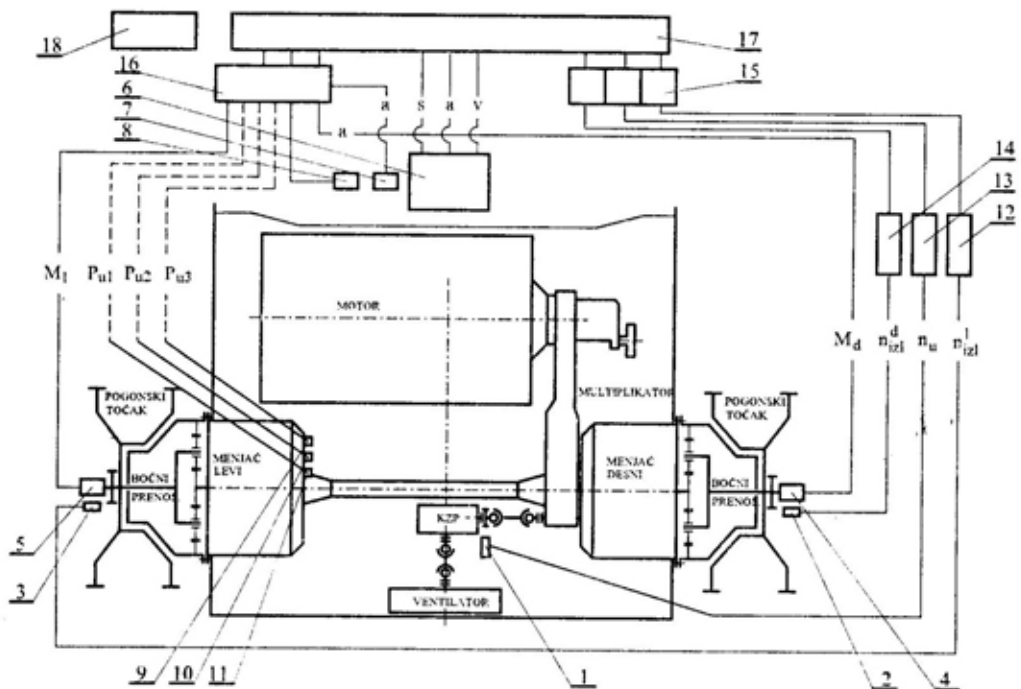 18
17
16
15
6
7
8
a
s
a
v
a
14
13
12
M₁
Pᵤ₁
Pᵤ₂
Pᵤ₃
MOTOR
M_d
n^d_izl
nᵤ
n^l_izl
MULTIPLIKATOR
POGONSKI
TOČAK
POGONSKI
TOČAK
MENJAČ
LEVI
MENJAČ
DESNI
BOČNI
PRENOS
BOČNI
PRENOS
KZP
VENTILATOR
5
3
9
10
11
1
2
4